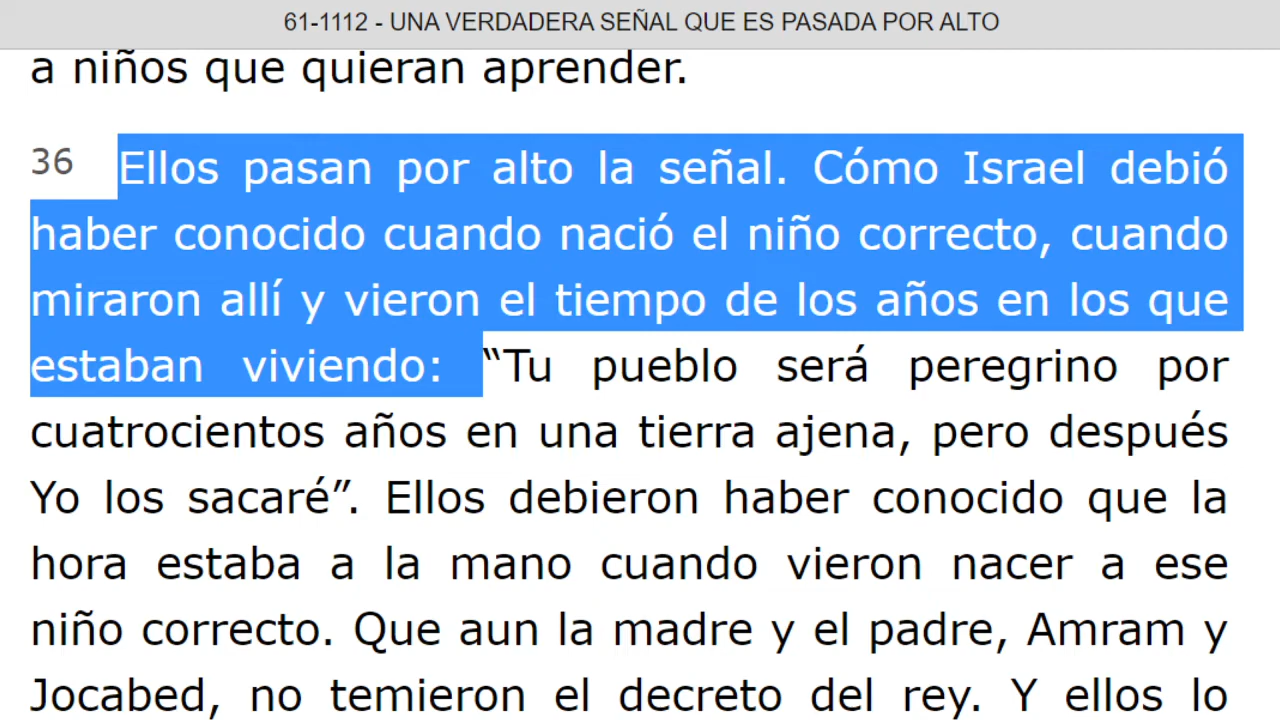 61-1112 - UNA VERDADERA SEÑAL QUE ES PASADA POR ALTO
a niños que quieran aprender.
36 Ellos pasan por alto la señal. Cómo Israel debió
haber conocido cuando nació el niño correcto, cuando
miraron allí y vieron el tiempo de los años en los que
estaban viviendo: “Tu pueblo será peregrino por
cuatrocientos años en una tierra ajena, pero después
Yo los sacaré”. Ellos debieron haber conocido que la
hora estaba a la mano cuando vieron nacer a ese
niño correcto. Que aun la madre y el padre, Amram y
Jocabed, no temieron el decreto del rey. Y ellos lo